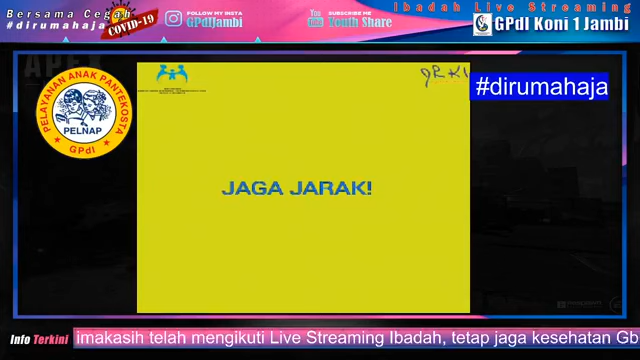 Bersama Cegah
#dirumahaja
COVID-19
FOLLOW MY INSTA
GPdIJambi
You
Tube
SUBSCRIBE ME
Youth Share
Ibadah Live Streaming
GPdI Koni 1 Jambi
#dirumahaja
PELAYANAN ANAK PANTEKOSTA
PELNAP
GPdI
JAGA JARAK!
Info Terkini
imakasih telah mengikuti Live Streaming Ibadah, tetap jaga kesehatan Gb